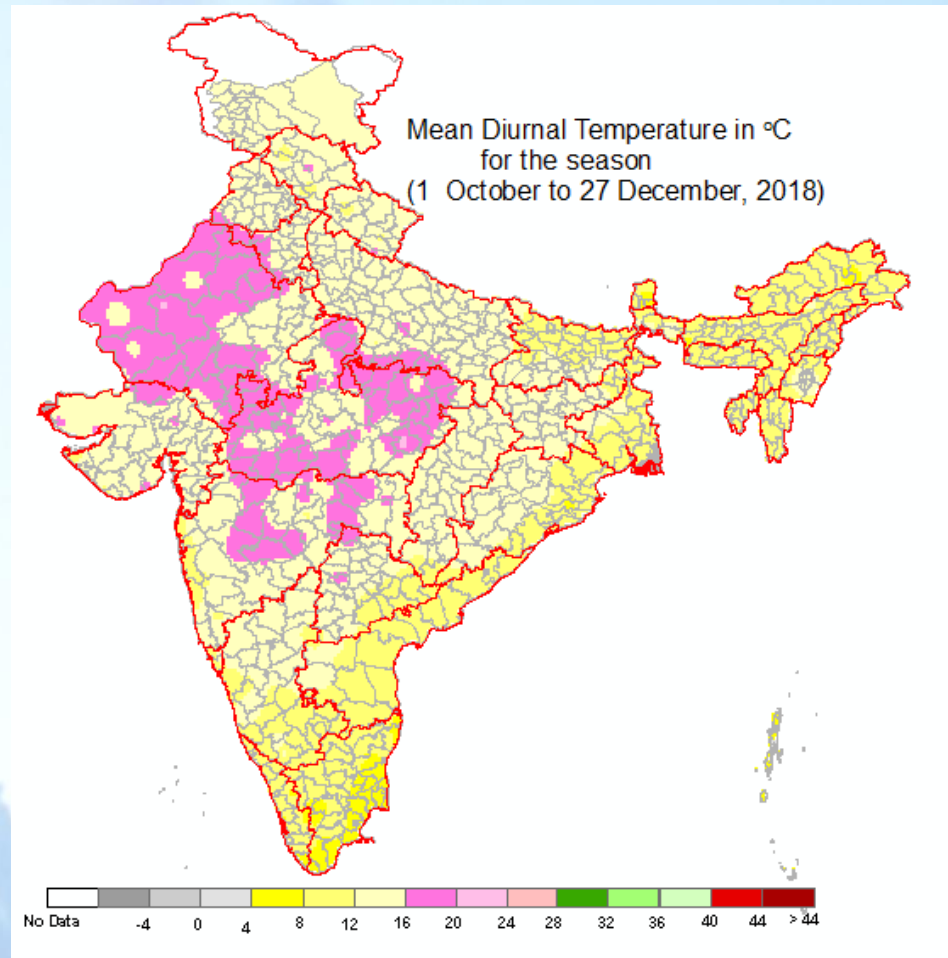 Mean Diurnal Temperature in °C
for the season
(1 October to 27 December, 2018)
No Data -4 0 4 8 12 16 20 24 28 32 36 40 44 > 44